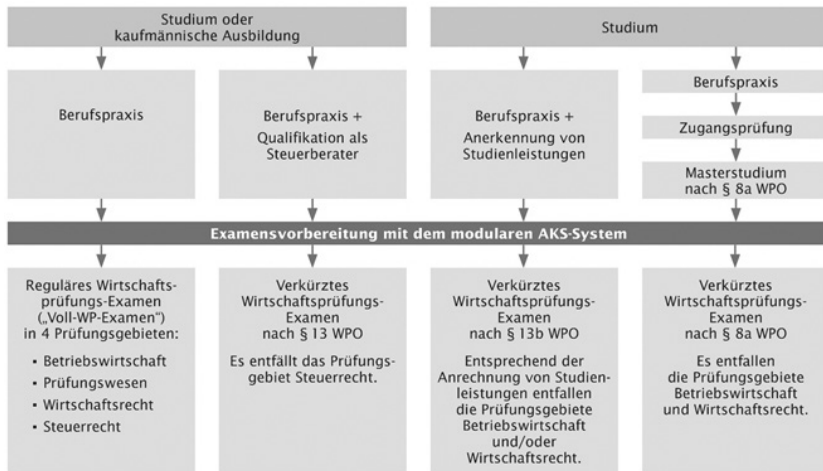 Studium oder
kaufmännische Ausbildung
Studium
Berufspraxis
Berufspraxis +
Qualifikation als
Steuerberater
Berufspraxis +
Anerkennung von
Studienleistungen
Berufspraxis
Zugangsprüfung
Masterstudium
nach § 8a WPO
Examensvorbereitung mit dem modularen AKS-System
Reguläres Wirtschafts-
prüfungs-Examen
(„Voll-WP-Examen“)
in 4 Prüfungsgebieten:
▪ Betriebswirtschaft
▪ Prüfungswesen
▪ Wirtschaftsrecht
▪ Steuerrecht
Verkürztes
Wirtschaftsprüfungs-
Examen
nach § 13 WPO
Es entfällt das Prüfungs-
gebiet Steuerrecht.
Verkürztes
Wirtschaftsprüfungs-
Examen
nach § 13b WPO
Entsprechend der
Anrechnung von Studien-
leistungen entfallen
die Prüfungsgebiete
Betriebswirtschaft
und/oder
Wirtschaftsrecht.
Verkürztes
Wirtschaftsprüfungs-
Examen
nach § 8a WPO
Es entfallen
die Prüfungsgebiete
Betriebswirtschaft
und Wirtschaftsrecht.